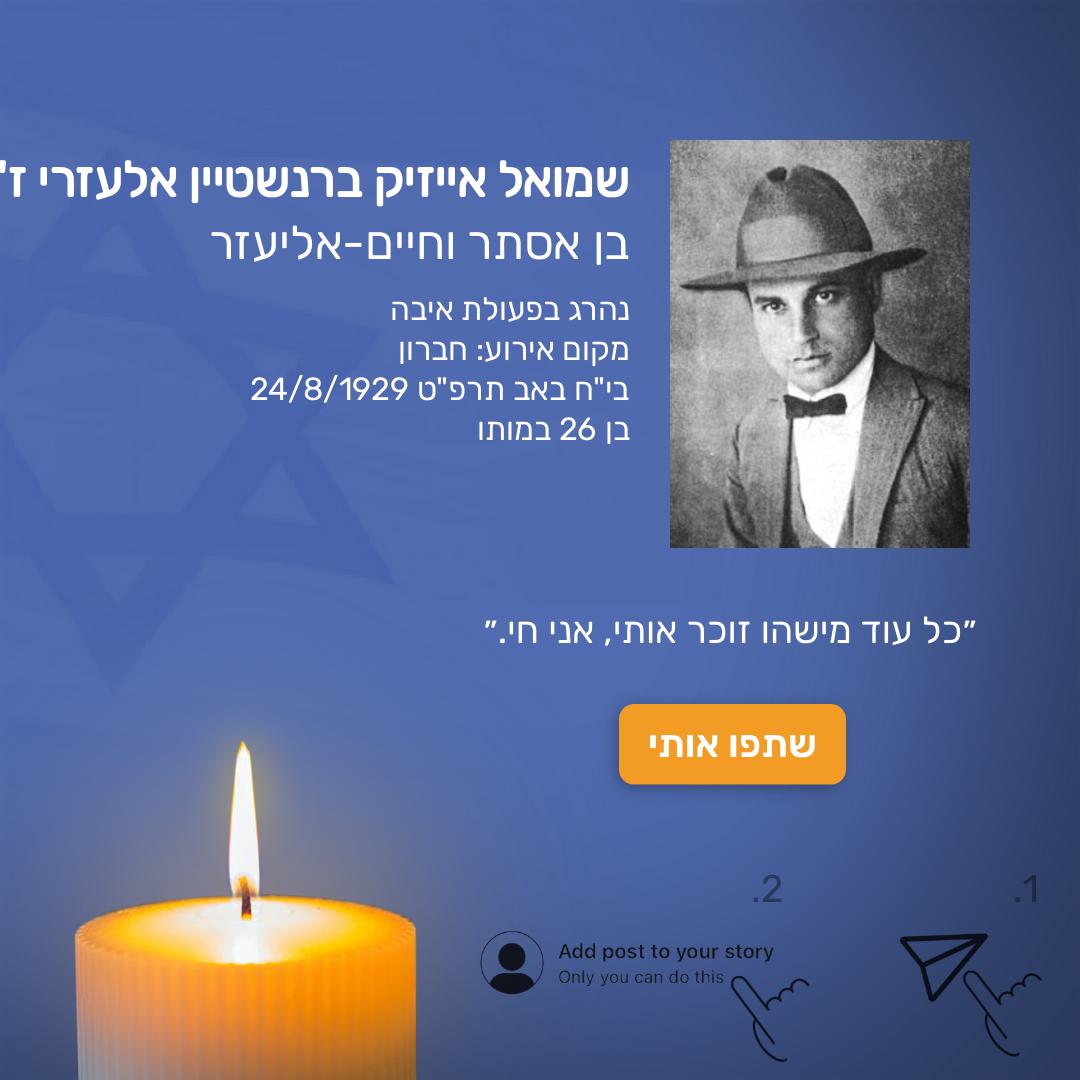 שמואל אייזיק ברנשטיין אלעזרי ז"
בן אסתר וחיים-אליעזר
נהרג בפעולת איבה
מקום אירוע: חברון
בי"ח באב תרפ"ט 24/8/1929
בן 26 במותו
״כל עוד מישהו זוכר אותי, אני חי.״
שתפו אותי
.1
.2
Add post to your story
Only you can do this